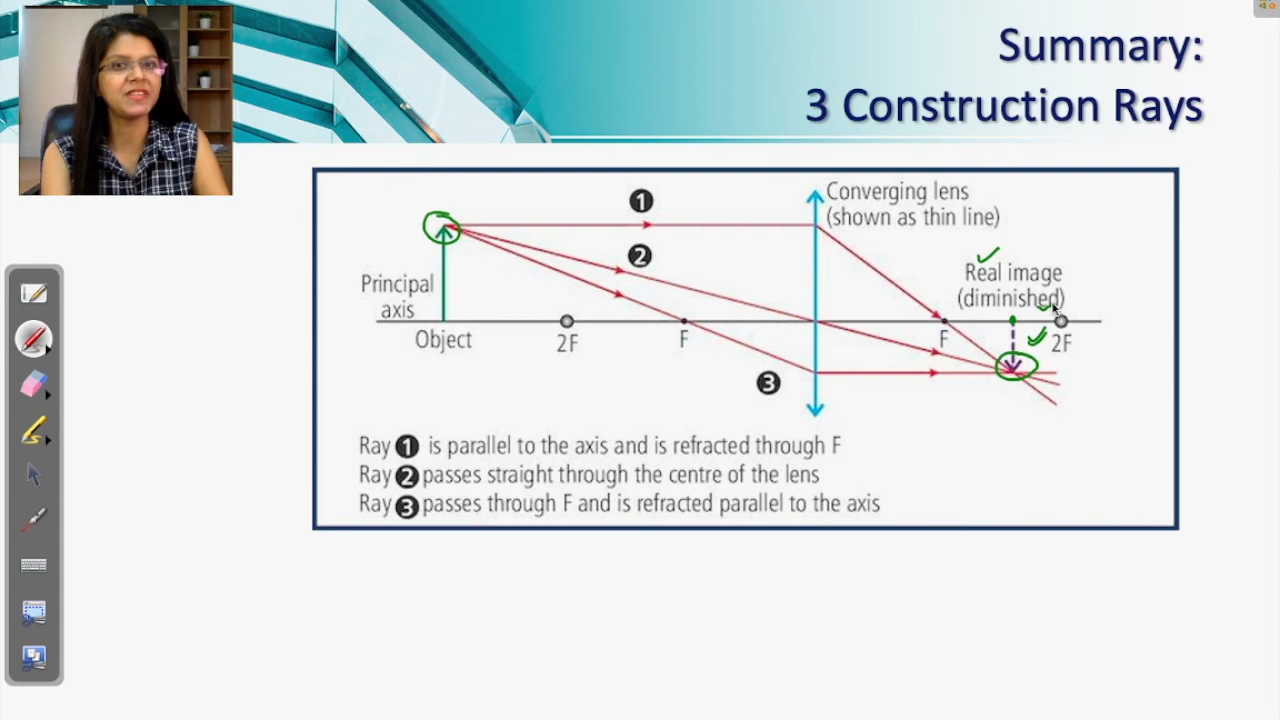 Summary:
3 Construction Rays
1
Converging lens
(shown as thin line)
2
Real image
(diminished)
Principal
axis
Object
2F
F
F
2F
3
Ray 1 is parallel to the axis and is refracted through F
Ray 2 passes straight through the centre of the lens
Ray 3 passes through F and is refracted parallel to the axis